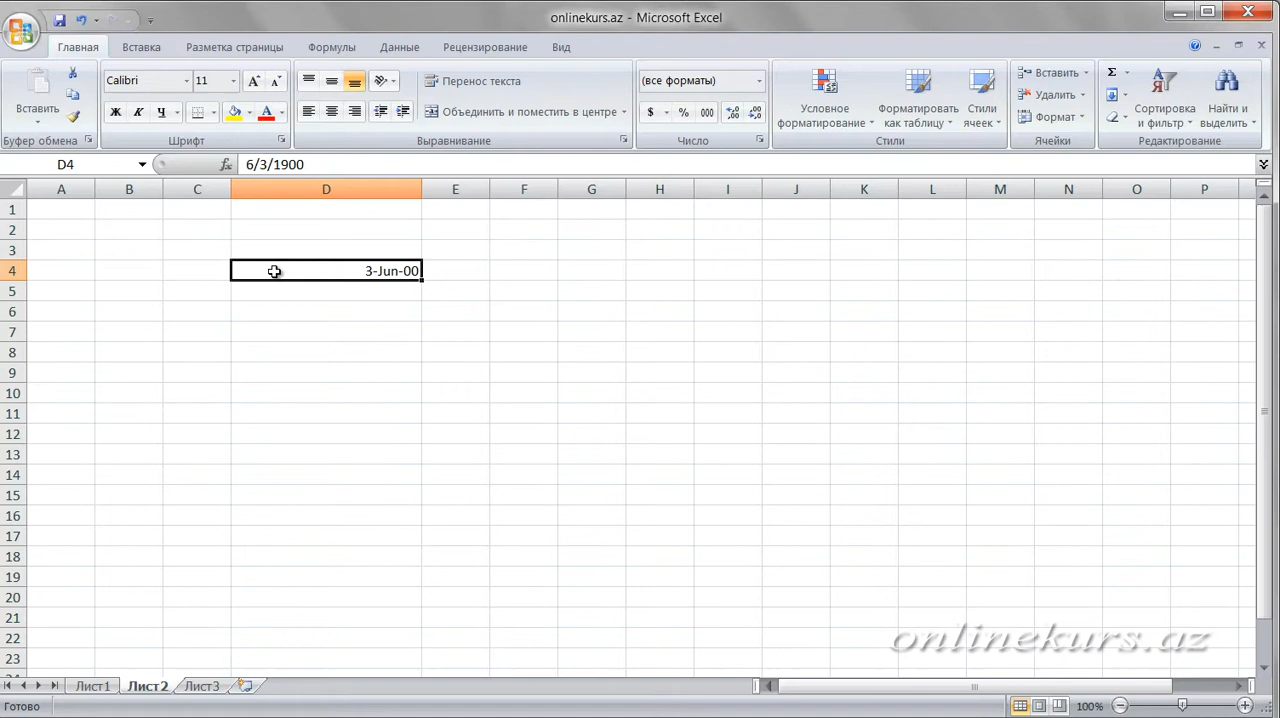 onlinekurs.az - Microsoft Excel
Главная Вставка Разметка страницы Формулы Данные Рецензирование Вид
Calibri 11 Перенос текста (все форматы) Вставить
Вставить Ж К Ч Объединить и поместить в центре $ % 000 Условное форматирование Форматировать как таблицу Стили ячеек Удалить Формат Сортировка и фильтр Найти и выделить
Буфер обмена Шрифт Выравнивание Число Стили Ячейки Редактирование
D4 fx 6/3/1900
A B C D E F G H I J K L M N O P
1
2
3
4 3-Jun-00
5
6
7
8
9
10
11
12
13
14
15
16
17
18
19
20
21
22
23
onlinekurs.az
Лист1 Лист2 Лист3
Готово 100%